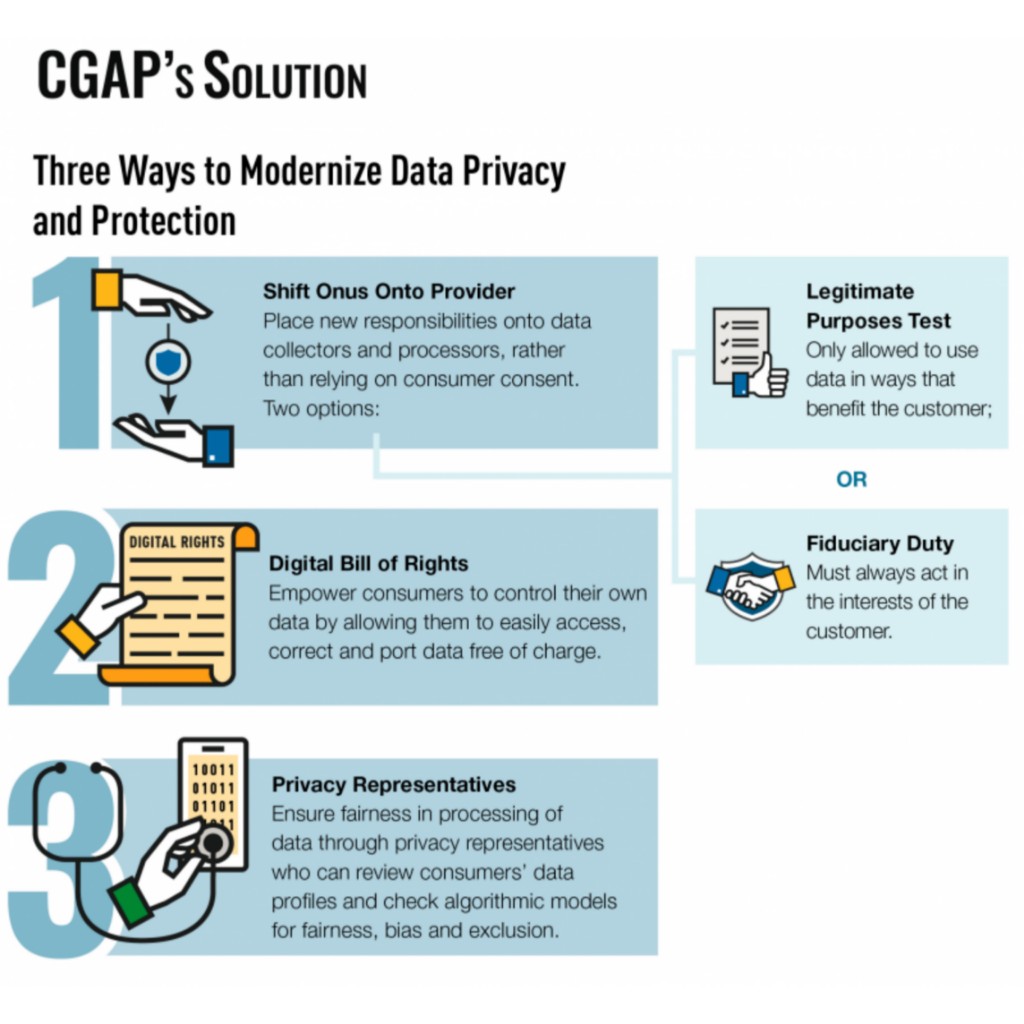 CGAP's Solution
Three Ways to Modernize Data Privacy
and Protection
1
Shift Onus Onto Provider
Place new responsibilities onto data
collectors and processors, rather
than relying on consumer consent.
Two options:
Legitimate
Purposes Test
Only allowed to use
data in ways that
benefit the customer;
OR
Fiduciary Duty
Must always act in
the interests of the
customer.
2
DIGITAL RIGHTS
Digital Bill of Rights
Empower consumers to control their own
data by allowing them to easily access,
correct and port data free of charge.
3
10011
01011
01101
Privacy Representatives
Ensure fairness in processing of
data through privacy representatives
who can review consumers' data
profiles and check algorithmic models
for fairness, bias and exclusion.